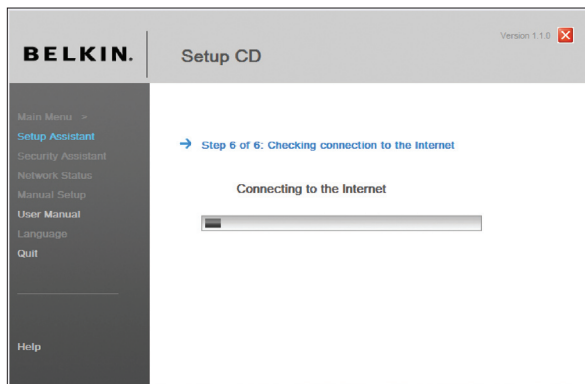 BELKIN.
Setup CD
Version 1.1.0
Main Menu >
Setup Assistant
Security Assistant
Network Status
Manual Setup
User Manual
Language
Quit
Help
Step 6 of 6: Checking connection to the Internet
Connecting to the Internet